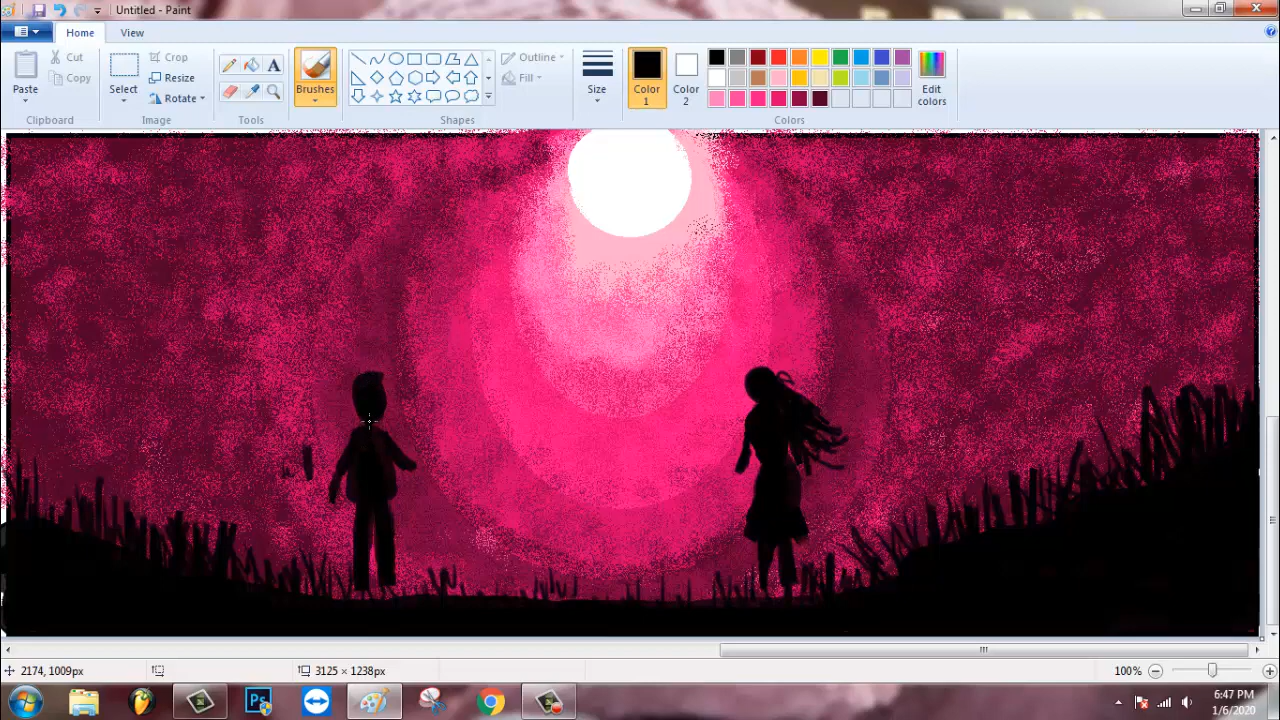 Untitled - Paint
Home View
Paste
Cut
Copy
Clipboard
Select
Crop
Resize
Rotate
Image
A
Tools
Brushes
Outline
Fill
Shapes
Size
Color 1
Color 2
Edit colors
Colors
2174, 1009px
3125 × 1238px
100%
Ps
6:47 PM
1/6/2020